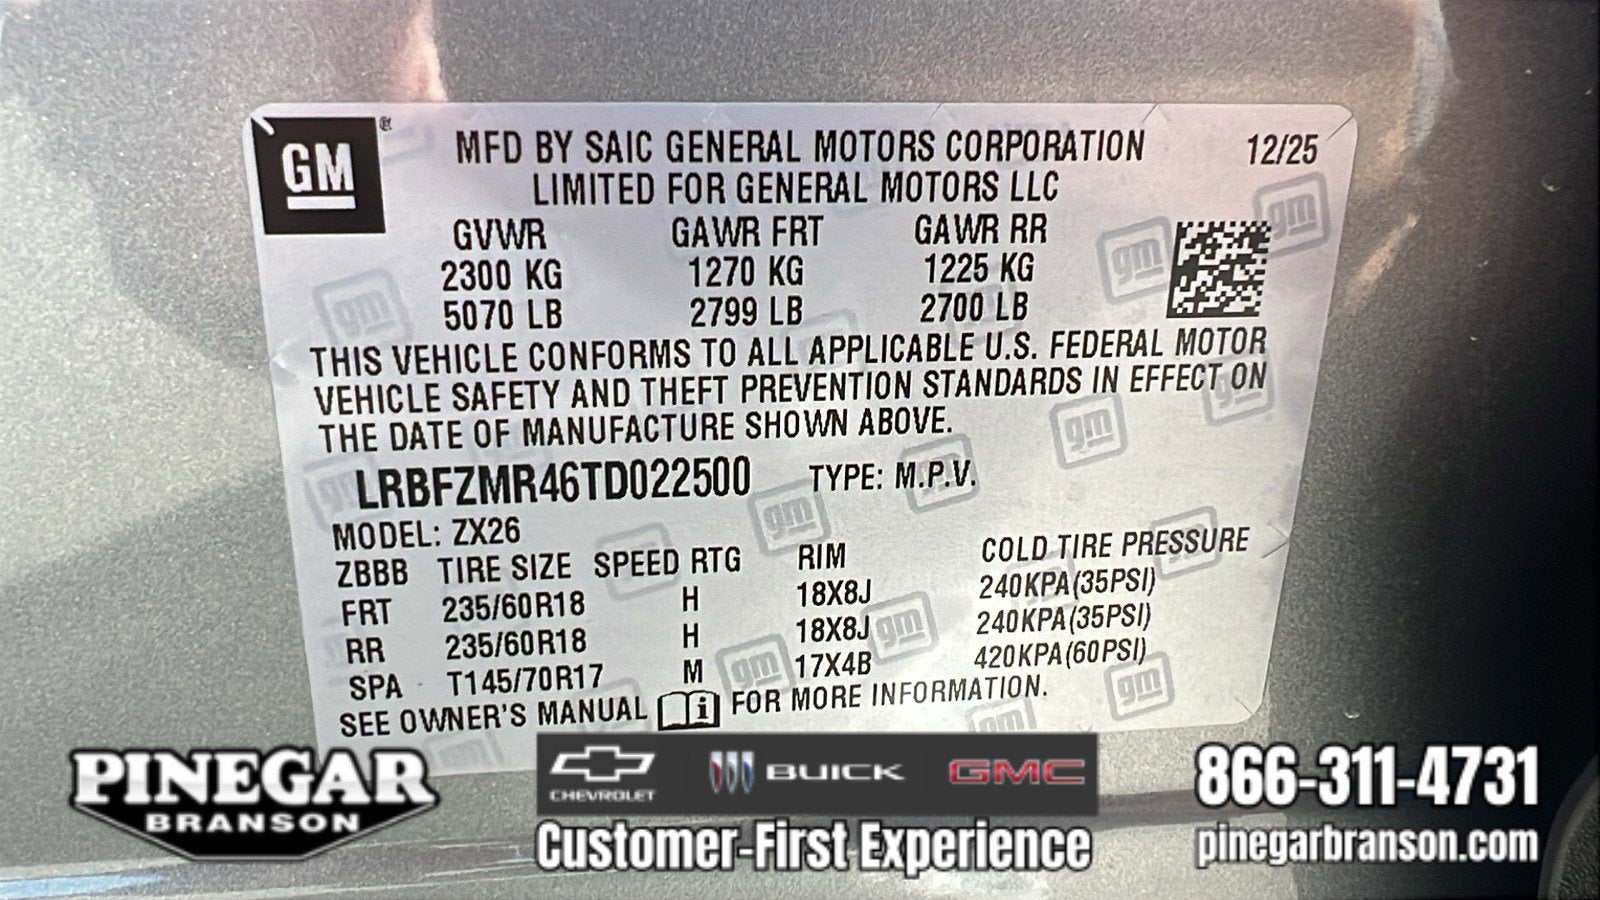 GM
MFD BY SAIC GENERAL MOTORS CORPORATION 12/25
LIMITED FOR GENERAL MOTORS LLC
GVWR GAWR FRT GAWR RR
2300 KG 1270 KG 1225 KG
5070 LB 2799 LB 2700 LB
THIS VEHICLE CONFORMS TO ALL APPLICABLE U.S. FEDERAL MOTOR
VEHICLE SAFETY AND THEFT PREVENTION STANDARDS IN EFFECT ON
THE DATE OF MANUFACTURE SHOWN ABOVE.
LRBFZMR46TD022500 TYPE: M.P.V.
MODEL: ZX26
ZBBB TIRE SIZE SPEED RTG RIM COLD TIRE PRESSURE
FRT 235/60R18 H 18X8J 240KPA(35PSI)
RR 235/60R18 H 18X8J 240KPA(35PSI)
SPA T145/70R17 M 17X4B 420KPA(60PSI)
SEE OWNER'S MANUAL FOR MORE INFORMATION.
PINEGAR
BRANSON
CHEVROLET BUICK GMC
Customer-First Experience
866-311-4731
pinegarbranson.com